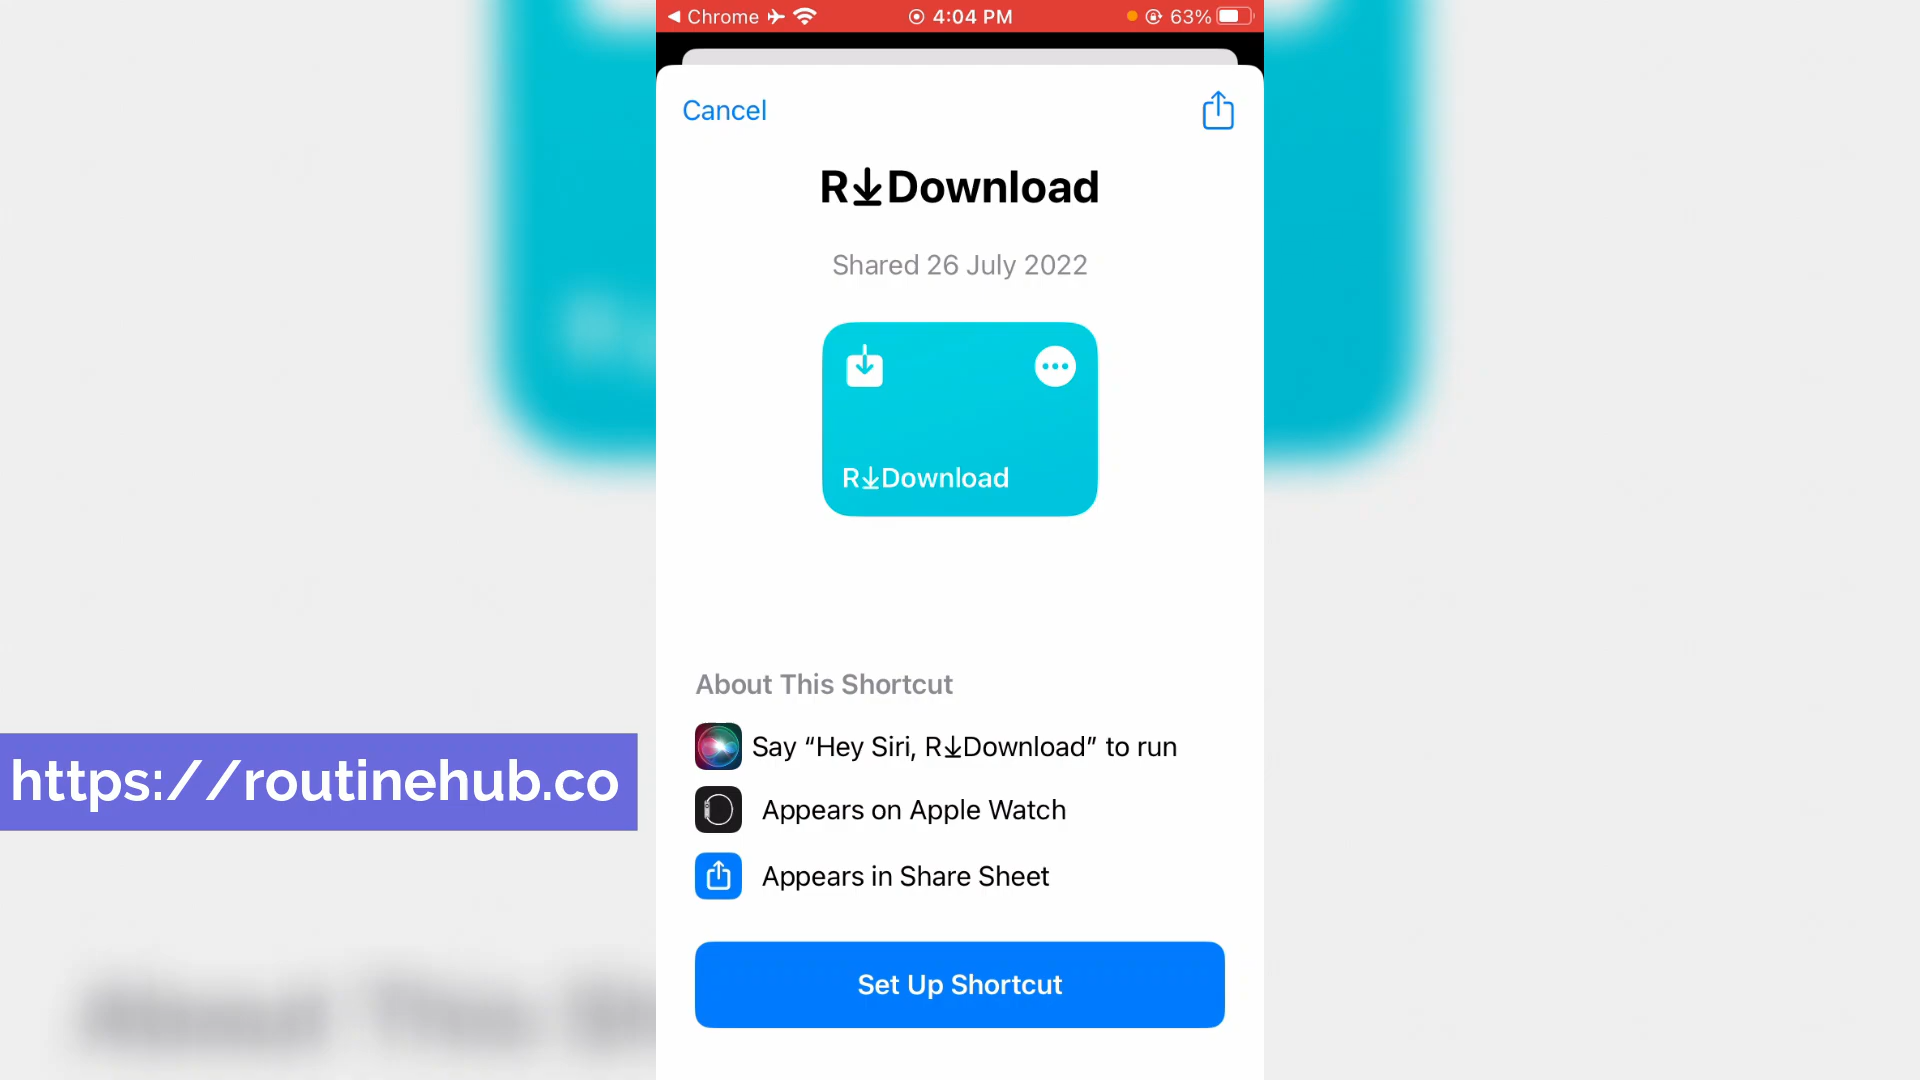 Chrome 4:04 PM 63%
Cancel
R↓Download
Shared 26 July 2022
R↓Download
About This Shortcut
Say “Hey Siri, R↓Download” to run
https://routinehub.co
Appears on Apple Watch
Appears in Share Sheet
Set Up Shortcut